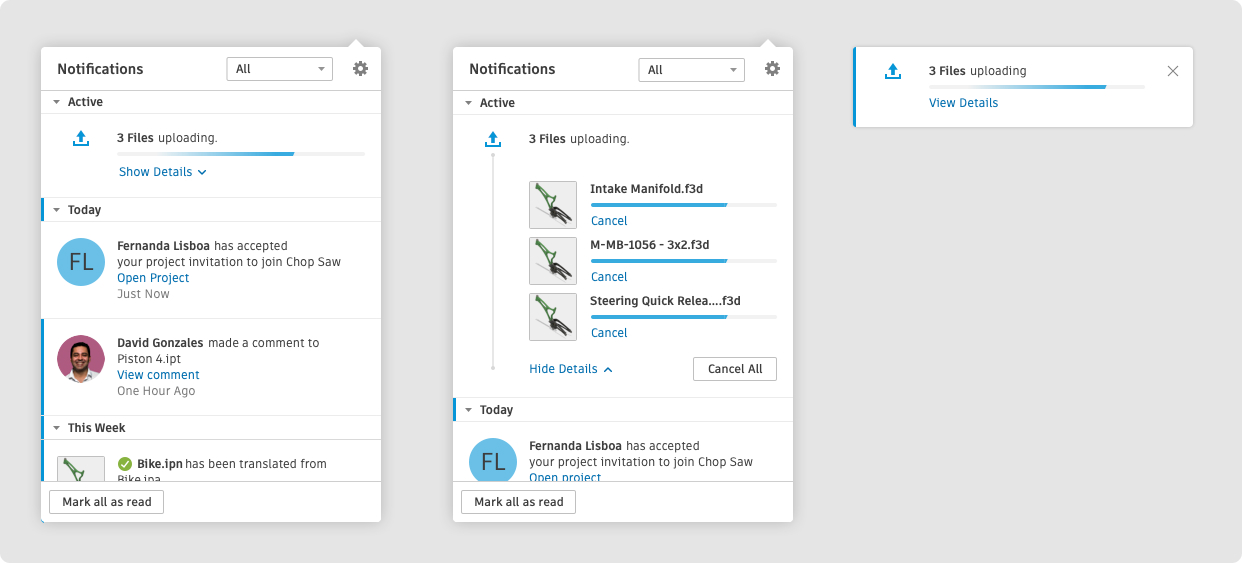 Notifications
All
Active
3 Files uploading.
Show Details
Today
FL
Fernanda Lisboa has accepted
your project invitation to join Chop Saw
Open Project
Just Now
David Gonzales made a comment to
Piston 4.ipt
View comment
One Hour Ago
This Week
Bike.ipn has been translated from
Bike.ipa
Mark all as read
Notifications
All
Active
3 Files uploading.
Intake Manifold.f3d
Cancel
M-MB-1056 - 3x2.f3d
Cancel
Steering Quick Relea....f3d
Cancel
Hide Details
Cancel All
Today
FL
Fernanda Lisboa has accepted
your project invitation to join Chop Saw
Open project
Mark all as read
3 Files uploading
View Details